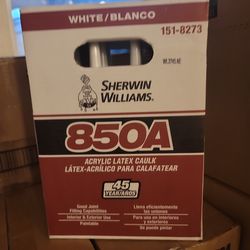 WHITE/BLANCO
151-8273
SHERWIN
WILLIAMS.
850A
ACRYLIC LATEX CAULK
LÁTEX-ACRÍLICO PARA CALAFATEAR
45
YEAR/AÑOS
Good Joint
Filling Capabilities
Interior & Exterior Use
Paintable
Llena eficientemente
las uniones
Para uso en interiores
y exteriores
Se puede pintar